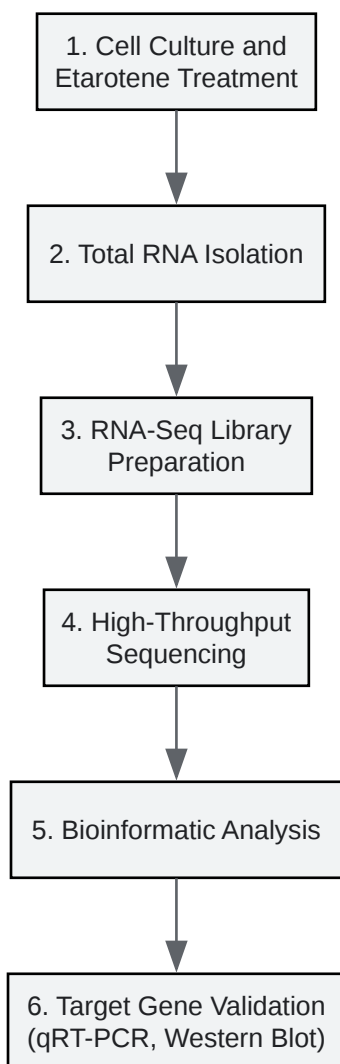 1. Cell Culture and
Etarotene Treatment
2. Total RNA Isolation
3. RNA-Seq Library
Preparation
4. High-Throughput
Sequencing
5. Bioinformatic Analysis
6. Target Gene Validation
(qRT-PCR, Western Blot)